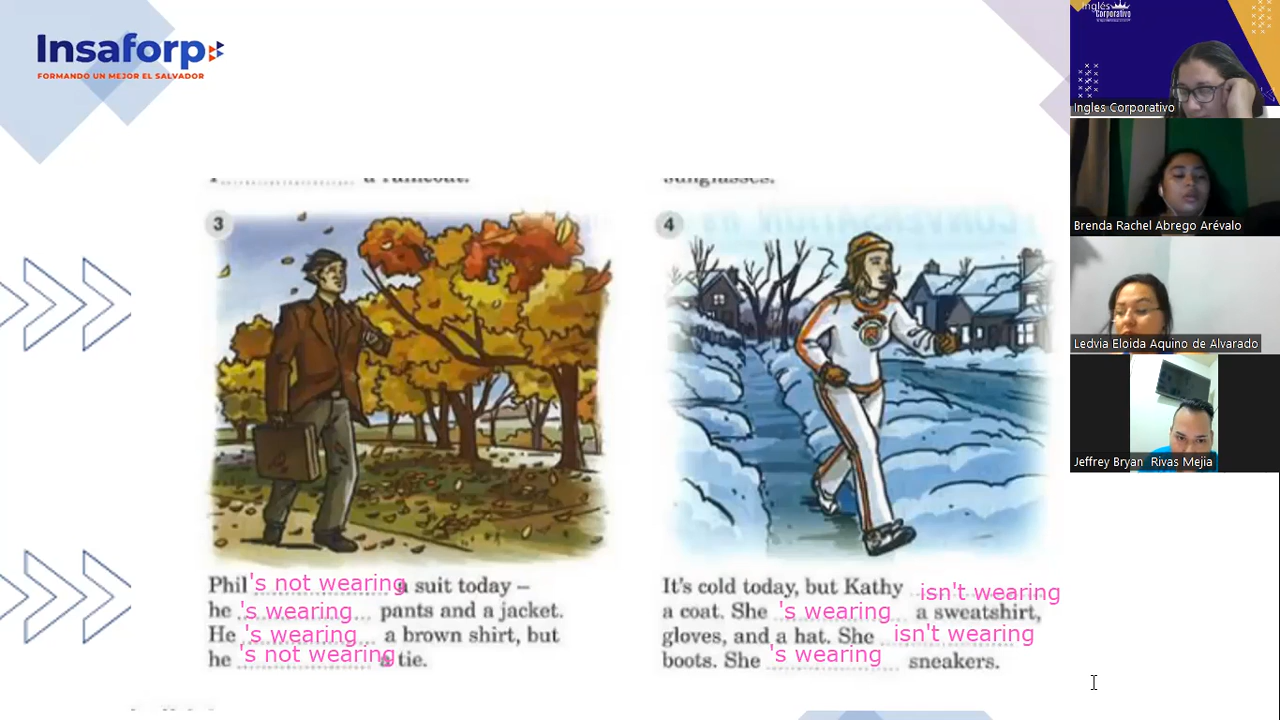 Insaforp
FORMANDO UN MEJOR EL SALVADOR
a raincoat.
sunglasses.
3
4
Phil 's not wearing a suit today –
he 's wearing pants and a jacket.
He 's wearing a brown shirt, but
he 's not wearing a tie.
It's cold today, but Kathy isn't wearing
a coat. She 's wearing a sweatshirt,
gloves, and a hat. She isn't wearing
boots. She 's wearing sneakers.
Inglés
Corporativo
Ingles Corporativo
Brenda Rachel Abrego Arévalo
Ledvia Eloida Aquino de Alvarado
Jeffrey Bryan Rivas Mejia